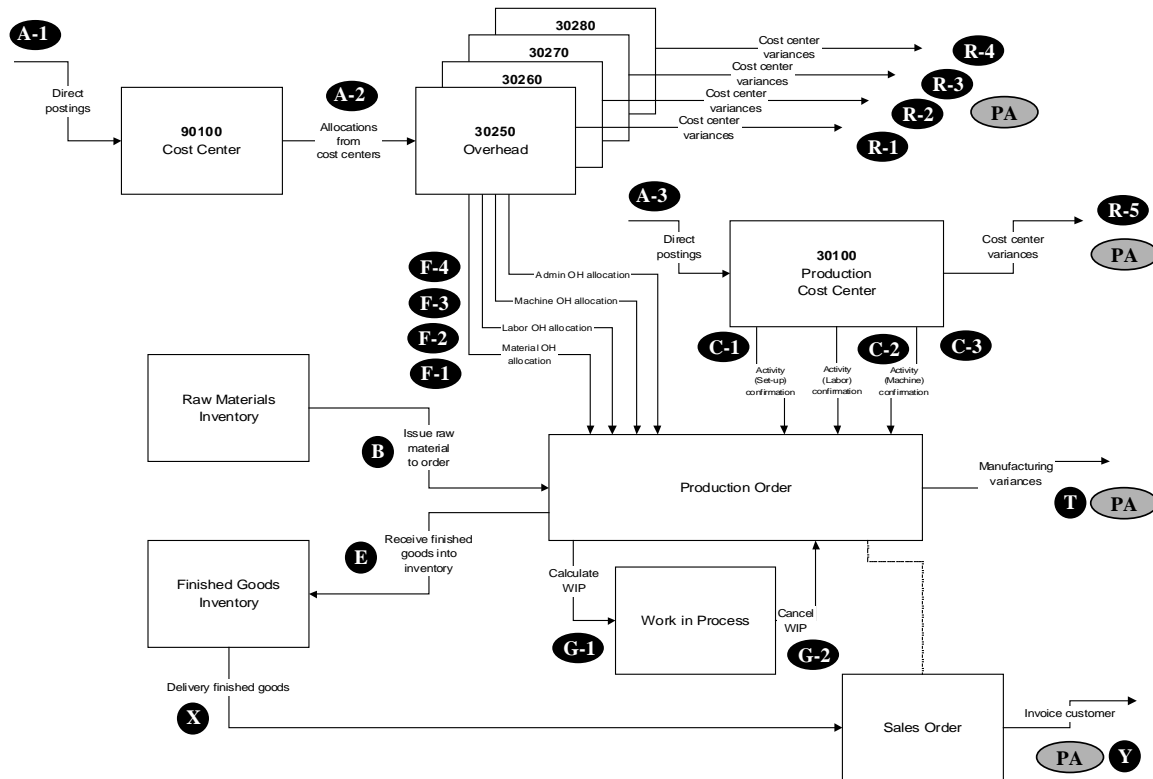 30280
A-1
Cost center
variances
R-4
30270
Cost center
variances
R-3
Direct
postings
A-2
30260
Cost center
variances
R-2
PA
90100
Cost Center
Allocations
from
cost centers
30250
Overhead
Cost center
variances
R-1
A-3
R-5
Direct
postings
30100
Production
Cost Center
Cost center
variances
PA
F-4
Admin OH allocation
F-3
Machine OH allocation
F-2
Labor OH allocation
F-1
Material OH
allocation
C-1
C-2
C-3
Activity
(Set-up)
confirmation
Activity
(Labor)
confirmation
Activity
(Machine)
confirmation
Raw Materials
Inventory
B
Issue raw
material
to order
Production Order
Manufacturing
variances
T
PA
E
Receive finished
goods into
inventory
Finished Goods
Inventory
Calculate
WIP
Work in Process
Cancel
WIP
G-1
G-2
Delivery finished goods
X
Sales Order
Invoice customer
PA
Y